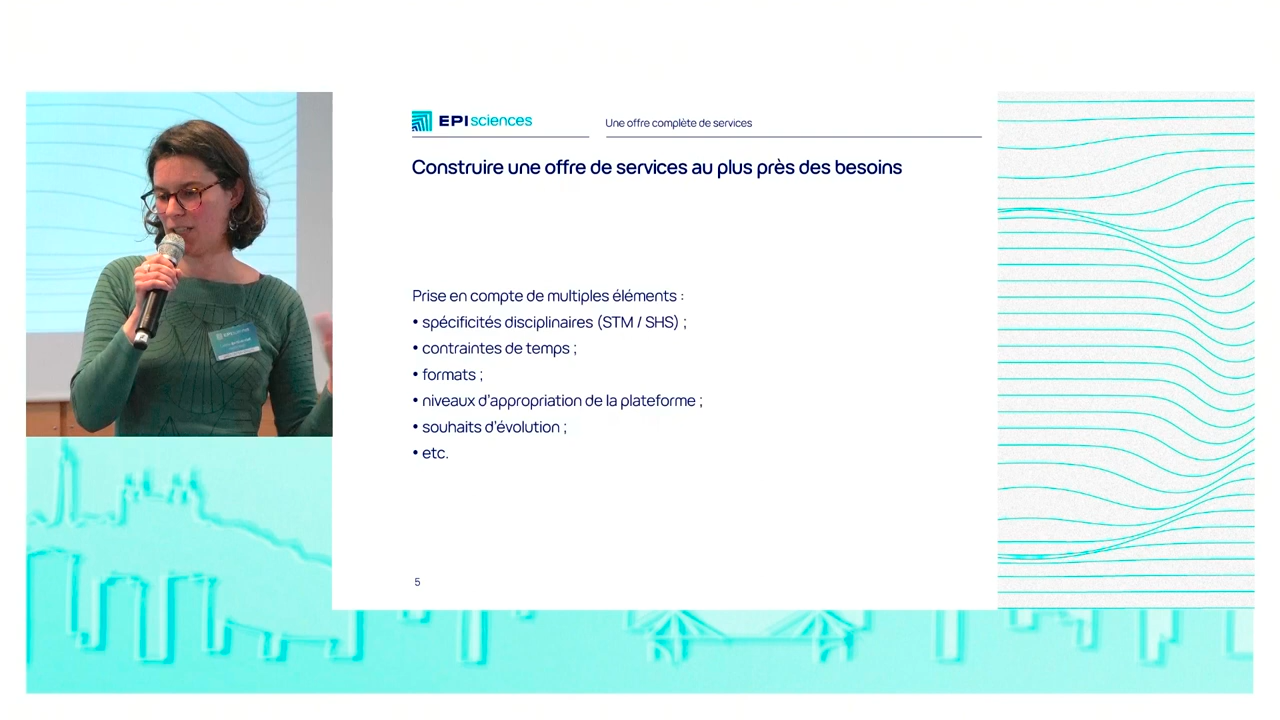 EPIsciences
Une offre complète de services
Construire une offre de services au plus près des besoins
Prise en compte de multiples éléments :
• spécificités disciplinaires (STM / SHS) ;
• contraintes de temps ;
• formats ;
• niveaux d'appropriation de la plateforme ;
• souhaits d'évolution ;
• etc.
5